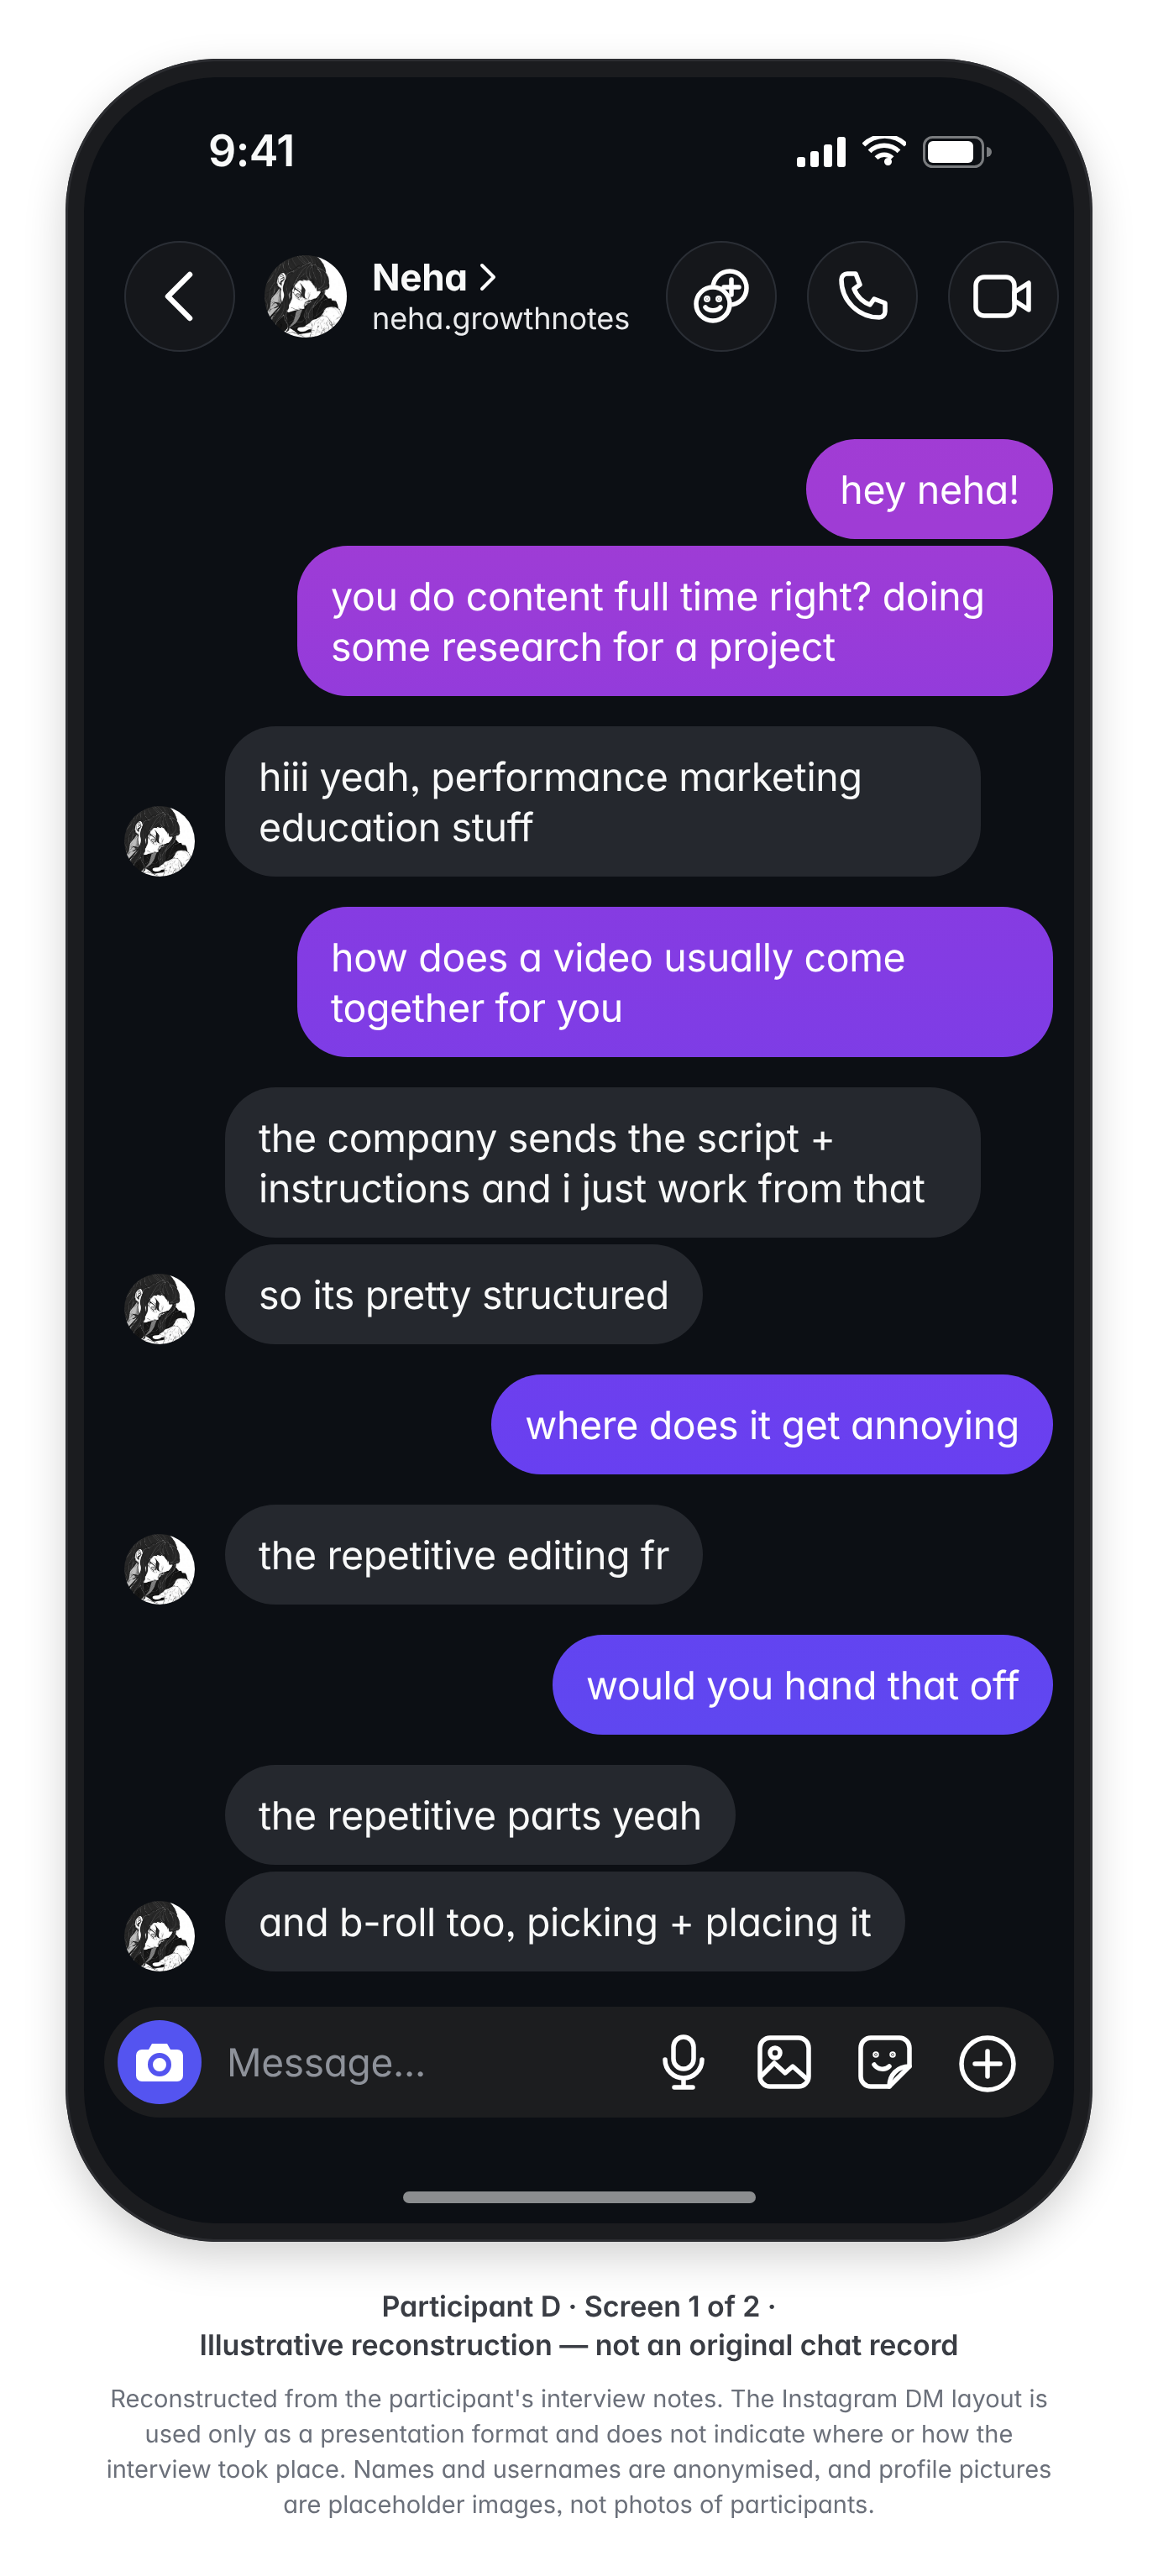 9:41
Neha
neha.growthnotes
hey neha!
you do content full time right? doing
some research for a project
hiii yeah, performance marketing
education stuff
how does a video usually come
together for you
the company sends the script +
instructions and i just work from that
so its pretty structured
where does it get annoying
the repetitive editing fr
would you hand that off
the repetitive parts yeah
and b-roll too, picking + placing it
Message...
Participant D · Screen 1 of 2 ·
Illustrative reconstruction — not an original chat record
Reconstructed from the participant's interview notes. The Instagram DM layout is
used only as a presentation format and does not indicate where or how the
interview took place. Names and usernames are anonymised, and profile pictures
are placeholder images, not photos of participants.